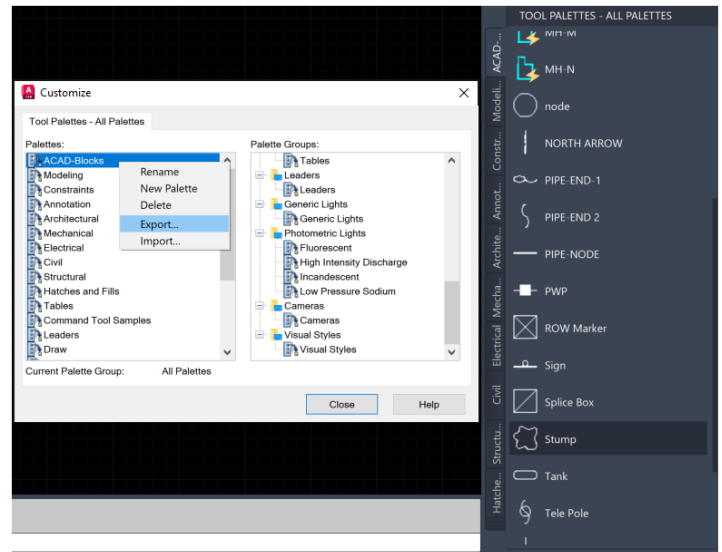 Customize
Tool Palettes - All Palettes
Palettes:
ACAD-Blocks
Modeling
Constraints
Annotation
Architectural
Mechanical
Electrical
Civil
Structural
Hatches and Fills
Tables
Command Tool Samples
Leaders
Draw
Rename
New Palette
Delete
Export...
Import...
Palette Groups:
Tables
Leaders
Leaders
Generic Lights
Generic Lights
Photometric Lights
Fluorescent
High Intensity Discharge
Incandescent
Low Pressure Sodium
Cameras
Cameras
Visual Styles
Visual Styles
Current Palette Group: All Palettes
Close
Help
TOOL PALETTES - ALL PALETTES
ACAD-...
Modeli...
Constr...
Annot...
Archite...
Mecha...
Electrical
Civil
Structu...
Hatche...
MH-M
MH-N
node
NORTH ARROW
PIPE-END-1
PIPE-END 2
PIPE-NODE
PWP
ROW Marker
Sign
Splice Box
Stump
Tank
Tele Pole